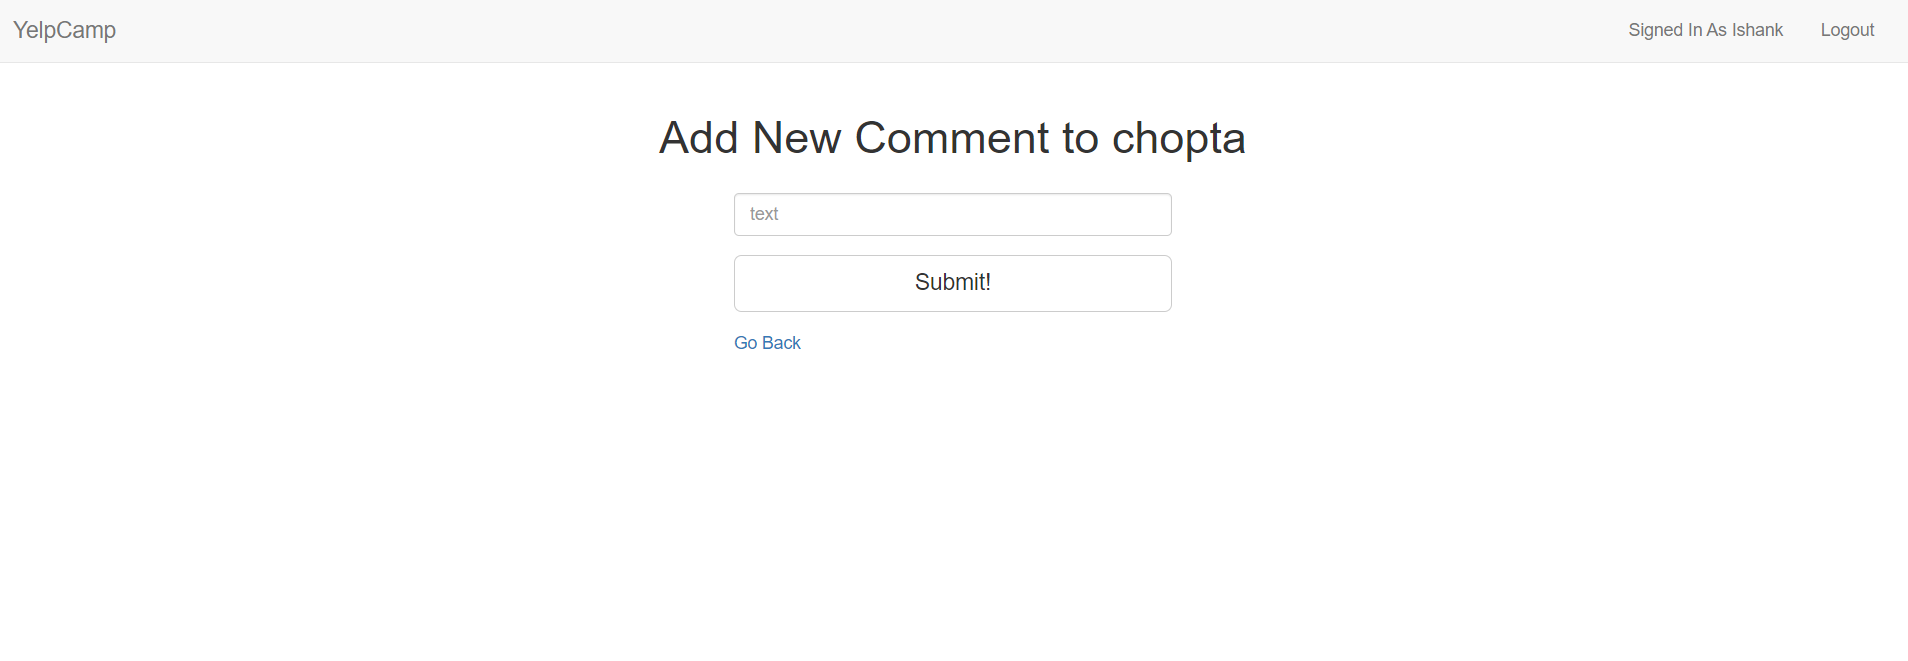 YelpCamp Signed In As Ishank Logout
Add New Comment to chopta
text
Submit!
Go Back